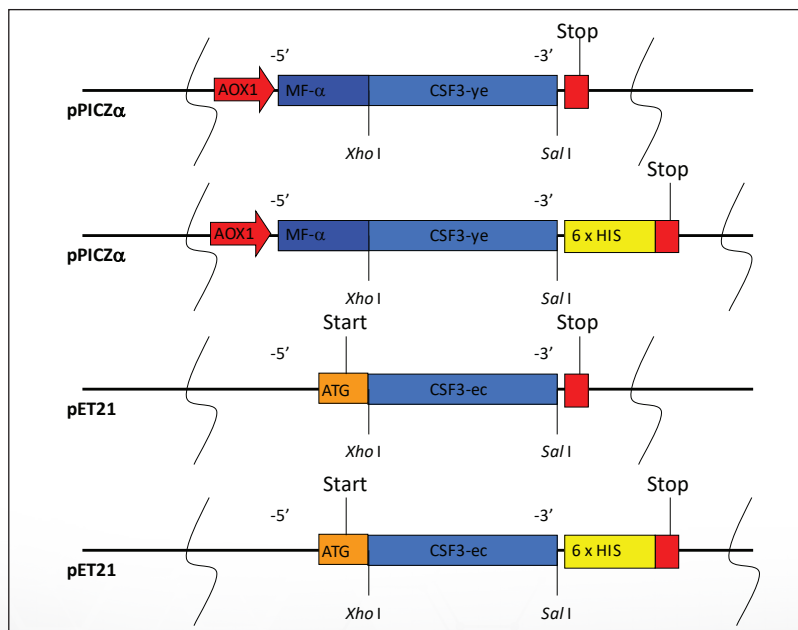 Stop
-5’ -3’
AOX1 MF-α CSF3-ye
pPICZα
Xho I Sal I
Stop
-5’ -3’
AOX1 MF-α CSF3-ye 6 x HIS
pPICZα
Xho I Sal I
Start Stop
-5’ -3’
ATG CSF3-ec
pET21
Xho I Sal I
Start Stop
-5’ -3’
ATG CSF3-ec 6 x HIS
pET21
Xho I Sal I